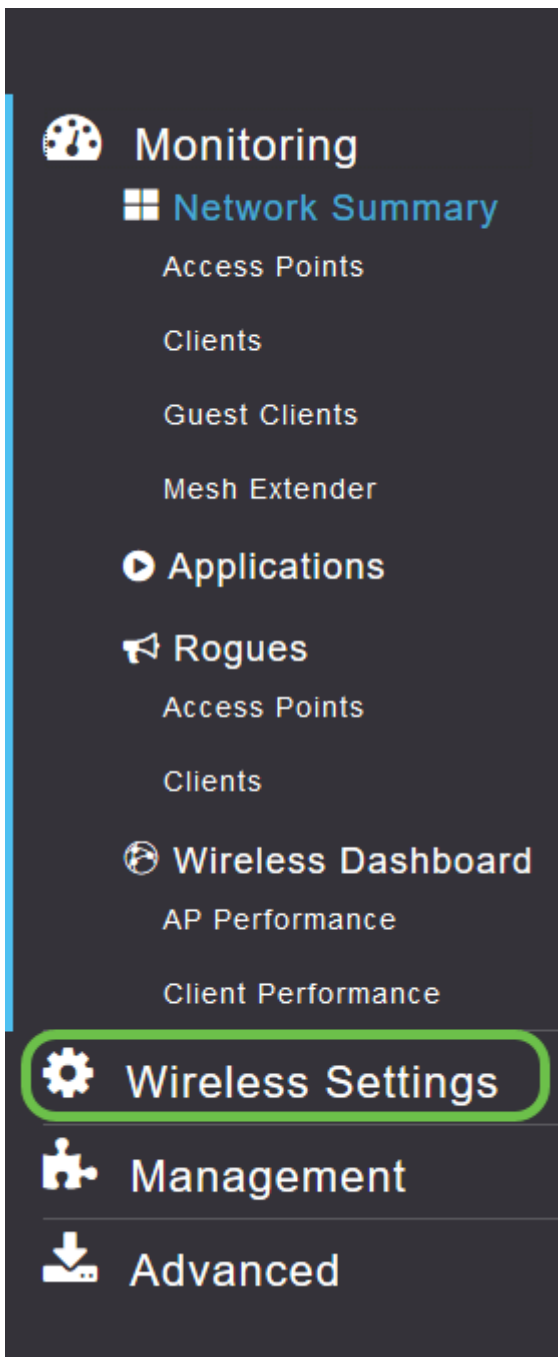 Monitoring
Network Summary
Access Points
Clients
Guest Clients
Mesh Extender
Applications
Rogues
Access Points
Clients
Wireless Dashboard
AP Performance
Client Performance
Wireless Settings
Management
Advanced